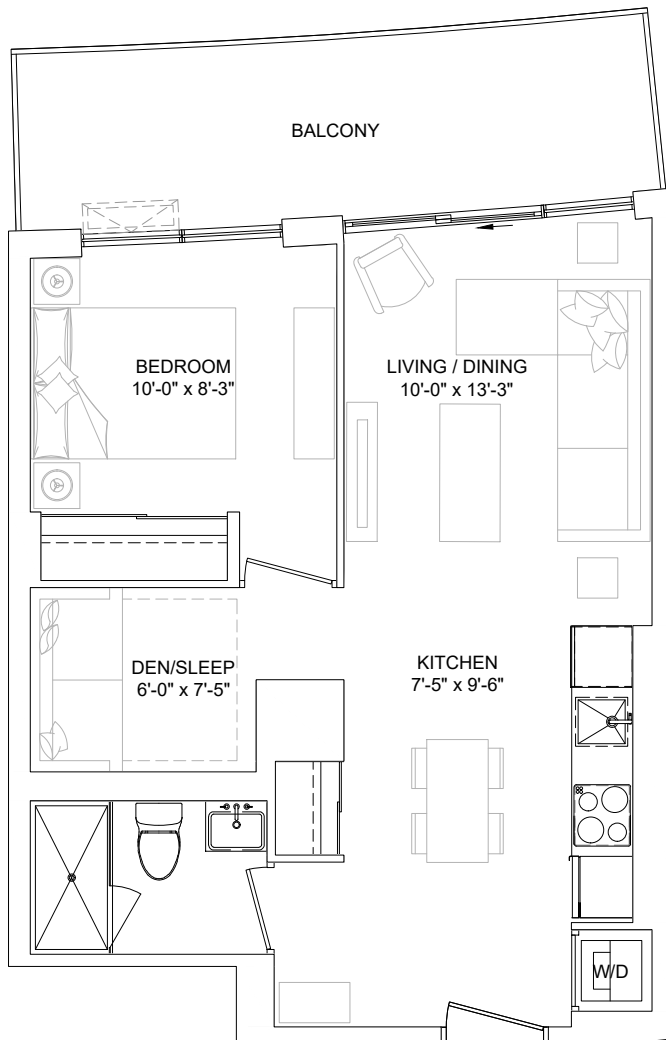 BALCONY
BEDROOM
10'-0" x 8'-3"
LIVING / DINING
10'-0" x 13'-3"
DEN/SLEEP
6'-0" x 7'-5"
KITCHEN
7'-5" x 9'-6"
W/D